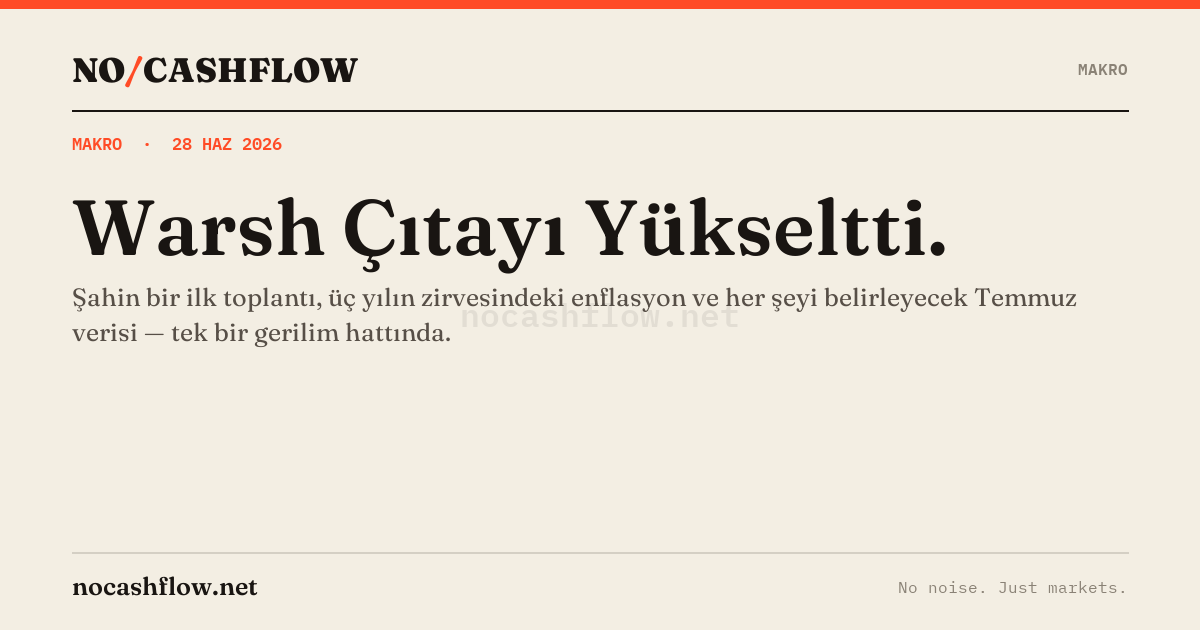 NO/CASHFLOW
MAKRO
MAKRO · 28 HAZ 2026
Warsh Çıtayı Yükseltti.
Şahin bir ilk toplantı, üç yılın zirvesindeki enflasyon ve her şeyi belirleyecek Temmuz
verisi — tek bir gerilim hattında.
nocashflow.net
nocashflow.net
No noise. Just markets.